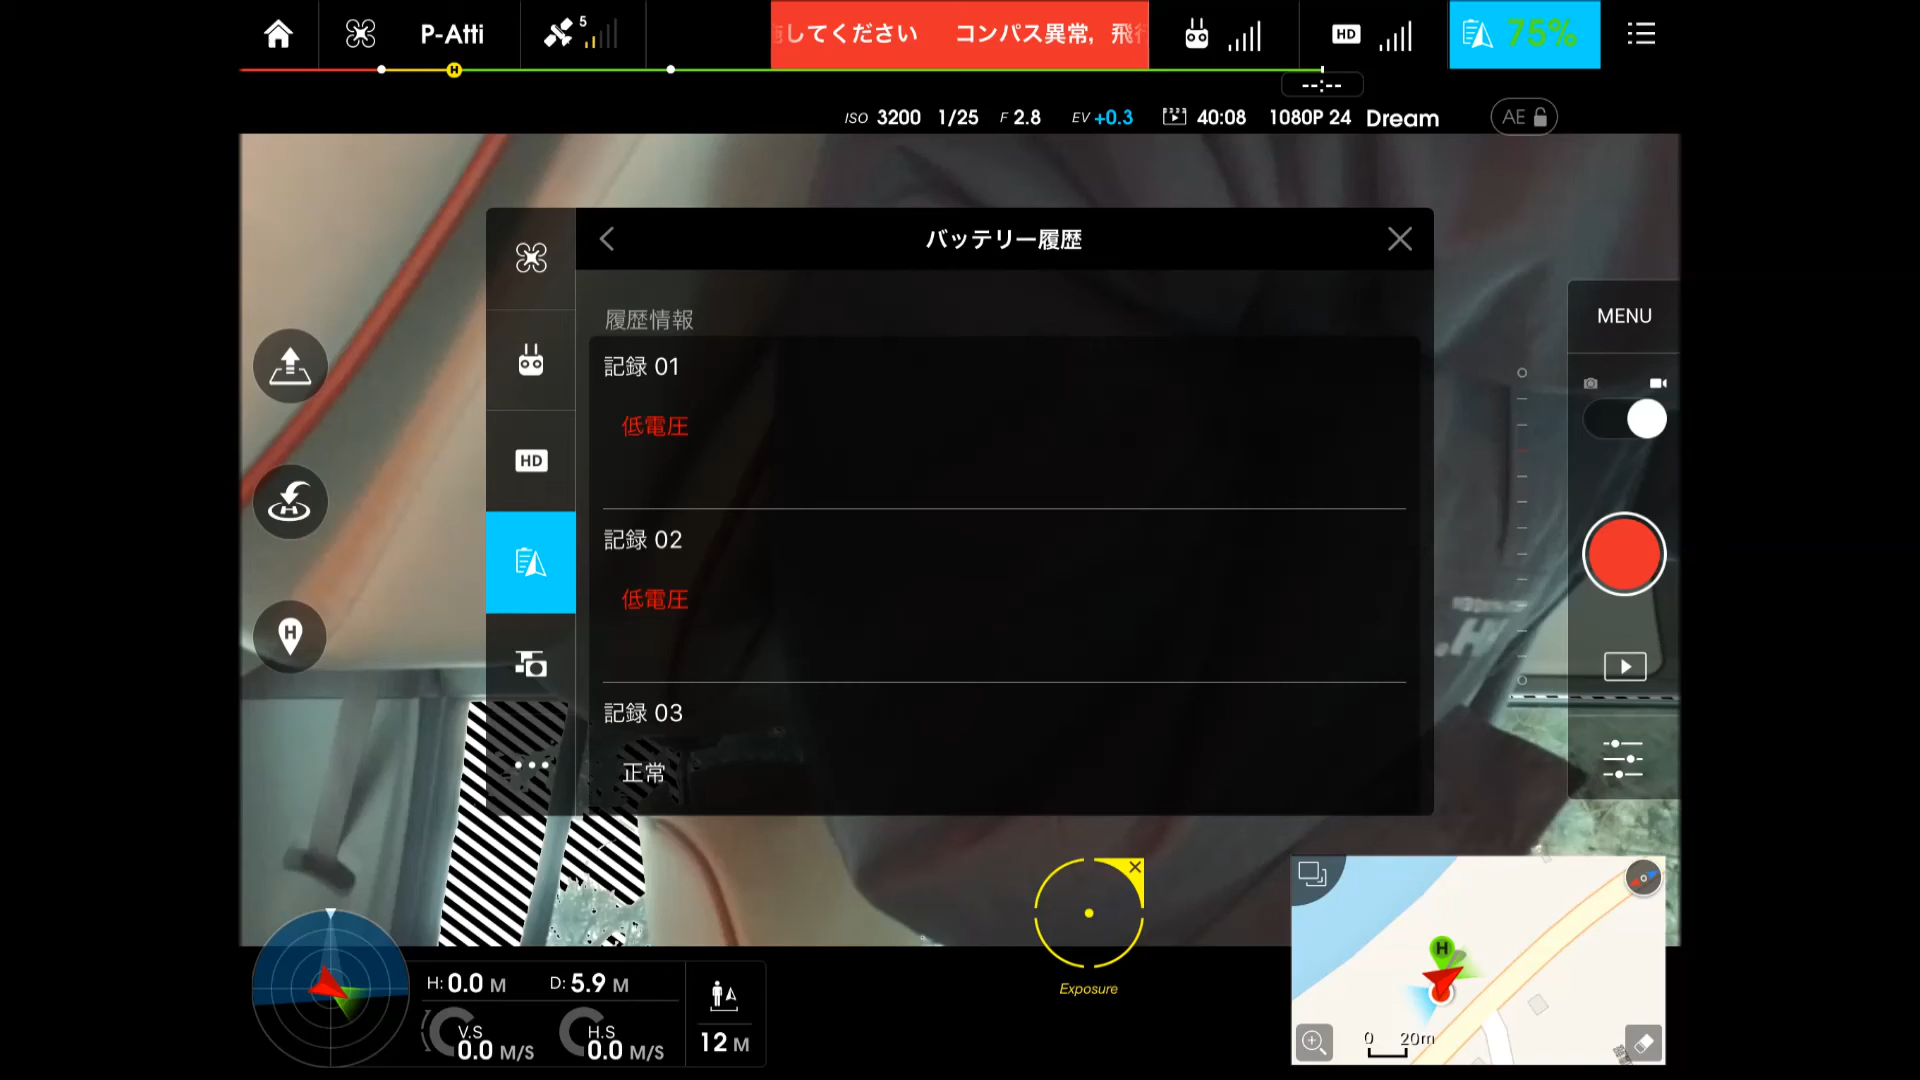 P-Atti
5
してください コンパス異常, 飛
HD
75%
H
--:--
ISO 3200 1/25 F 2.8 EV +0.3 40:08 1080P 24 Dream
AE
バッテリー履歴
履歴情報
記録 01
低電圧
記録 02
低電圧
記録 03
正常
HD
H
MENU
Exposure
H: 0.0 M D: 5.9 M
V.S 0.0 M/S H.S 0.0 M/S
12 M
H
0 20m